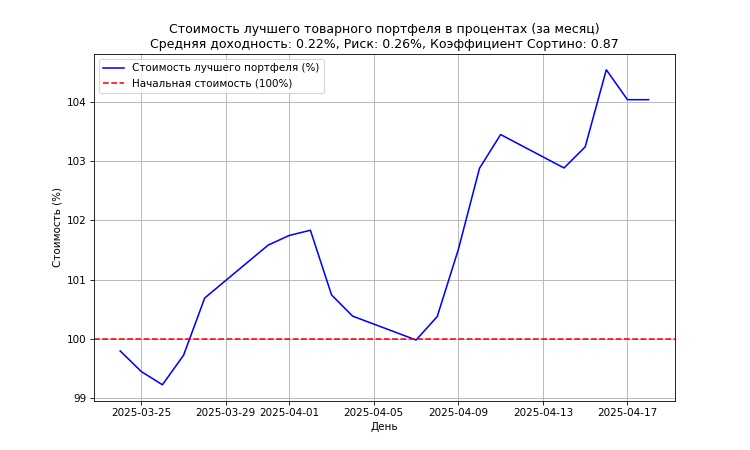 Стоимость лучшего товарного портфеля в процентах (за месяц)
Средняя доходность: 0.22%, Риск: 0.26%, Коэффициент Сортино: 0.87
Стоимость лучшего портфеля (%)
Начальная стоимость (100%)
Стоимость (%)
104
103
102
101
100
99
2025-03-25 2025-03-29 2025-04-01 2025-04-05 2025-04-09 2025-04-13 2025-04-17
День